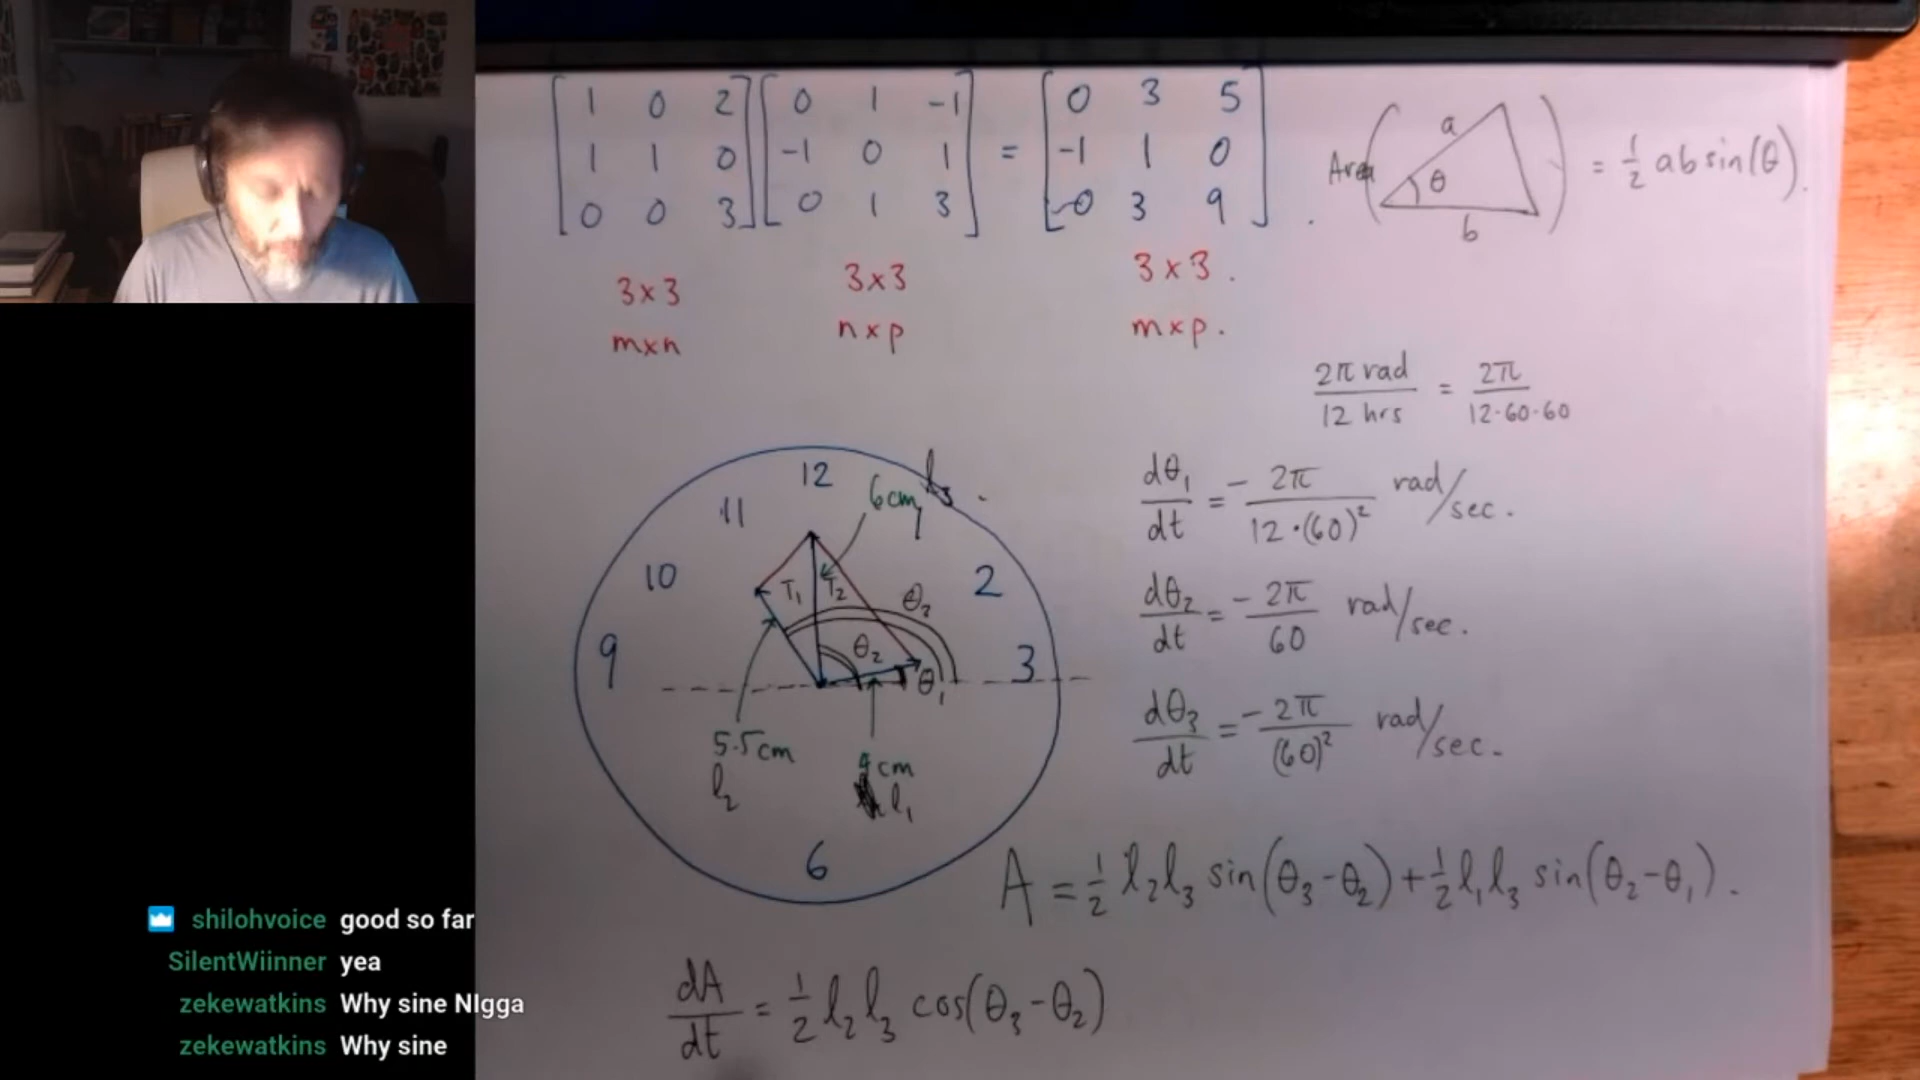 [1 0 2] [0 1 -1] = [0 3 5]
[1 1 0] [-1 0 1] [-1 1 0]
[0 0 3] [0 1 3] [-0 3 9] .
Area ( a θ b ) = 1/2 ab sin(θ).
3x3 3x3 3x3 .
mxn nxp mxp.
2π rad / 12 hrs = 2π / 12·60·60
dθ₁/dt = - 2π / 12·(60)² rad/sec.
dθ₂/dt = - 2π / 60 rad/sec.
dθ₃/dt = - 2π / (60)² rad/sec.
12
11
6cm, l₃
10
2
T₁ T₂
θ₂
9
θ₂
3
θ₁
5.5cm
l₂
4cm
l₁
6
A = 1/2 l₂l₃ sin(θ₃-θ₂) + 1/2 l₁l₃ sin(θ₂-θ₁).
dA/dt = 1/2 l₂l₃ cos(θ₃-θ₂)
shilohvoice good so far
SilentWiinner yea
zekewatkins Why sine NIgga
zekewatkins Why sine